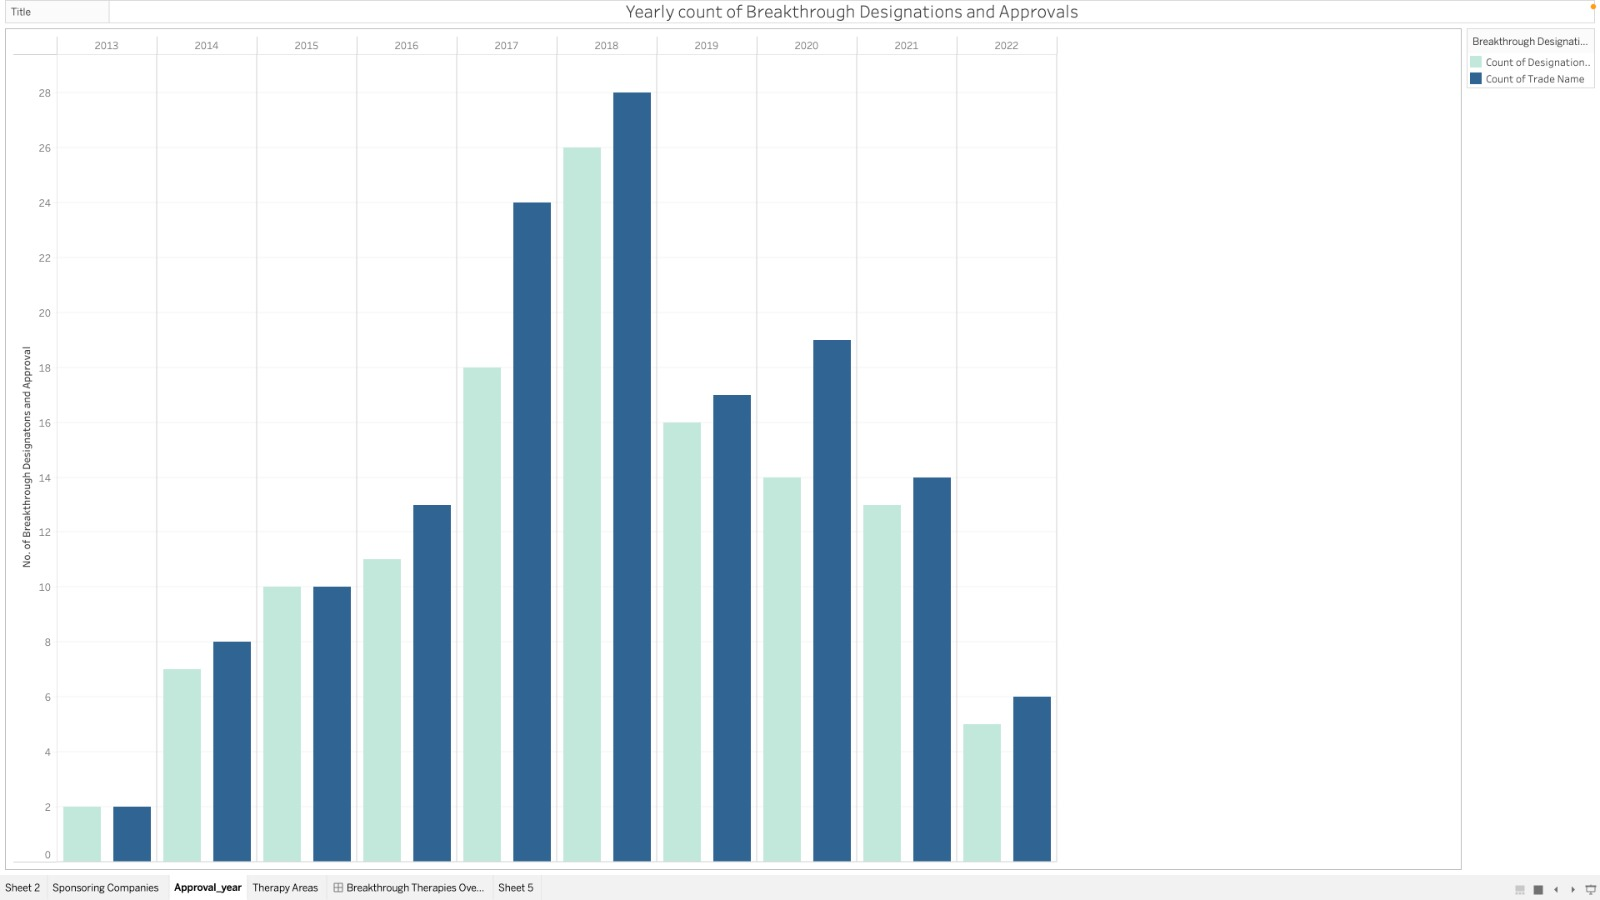 Title
Yearly count of Breakthrough Designations and Approvals
2013 2014 2015 2016 2017 2018 2019 2020 2021 2022
Breakthrough Designati...
Count of Designation..
Count of Trade Name
No. of Breakthrough Designatons and Approval
28
26
24
22
20
18
16
14
12
10
8
6
4
2
0
Sheet 2 Sponsoring Companies Approval_year Therapy Areas Breakthrough Therapies Ove... Sheet 5